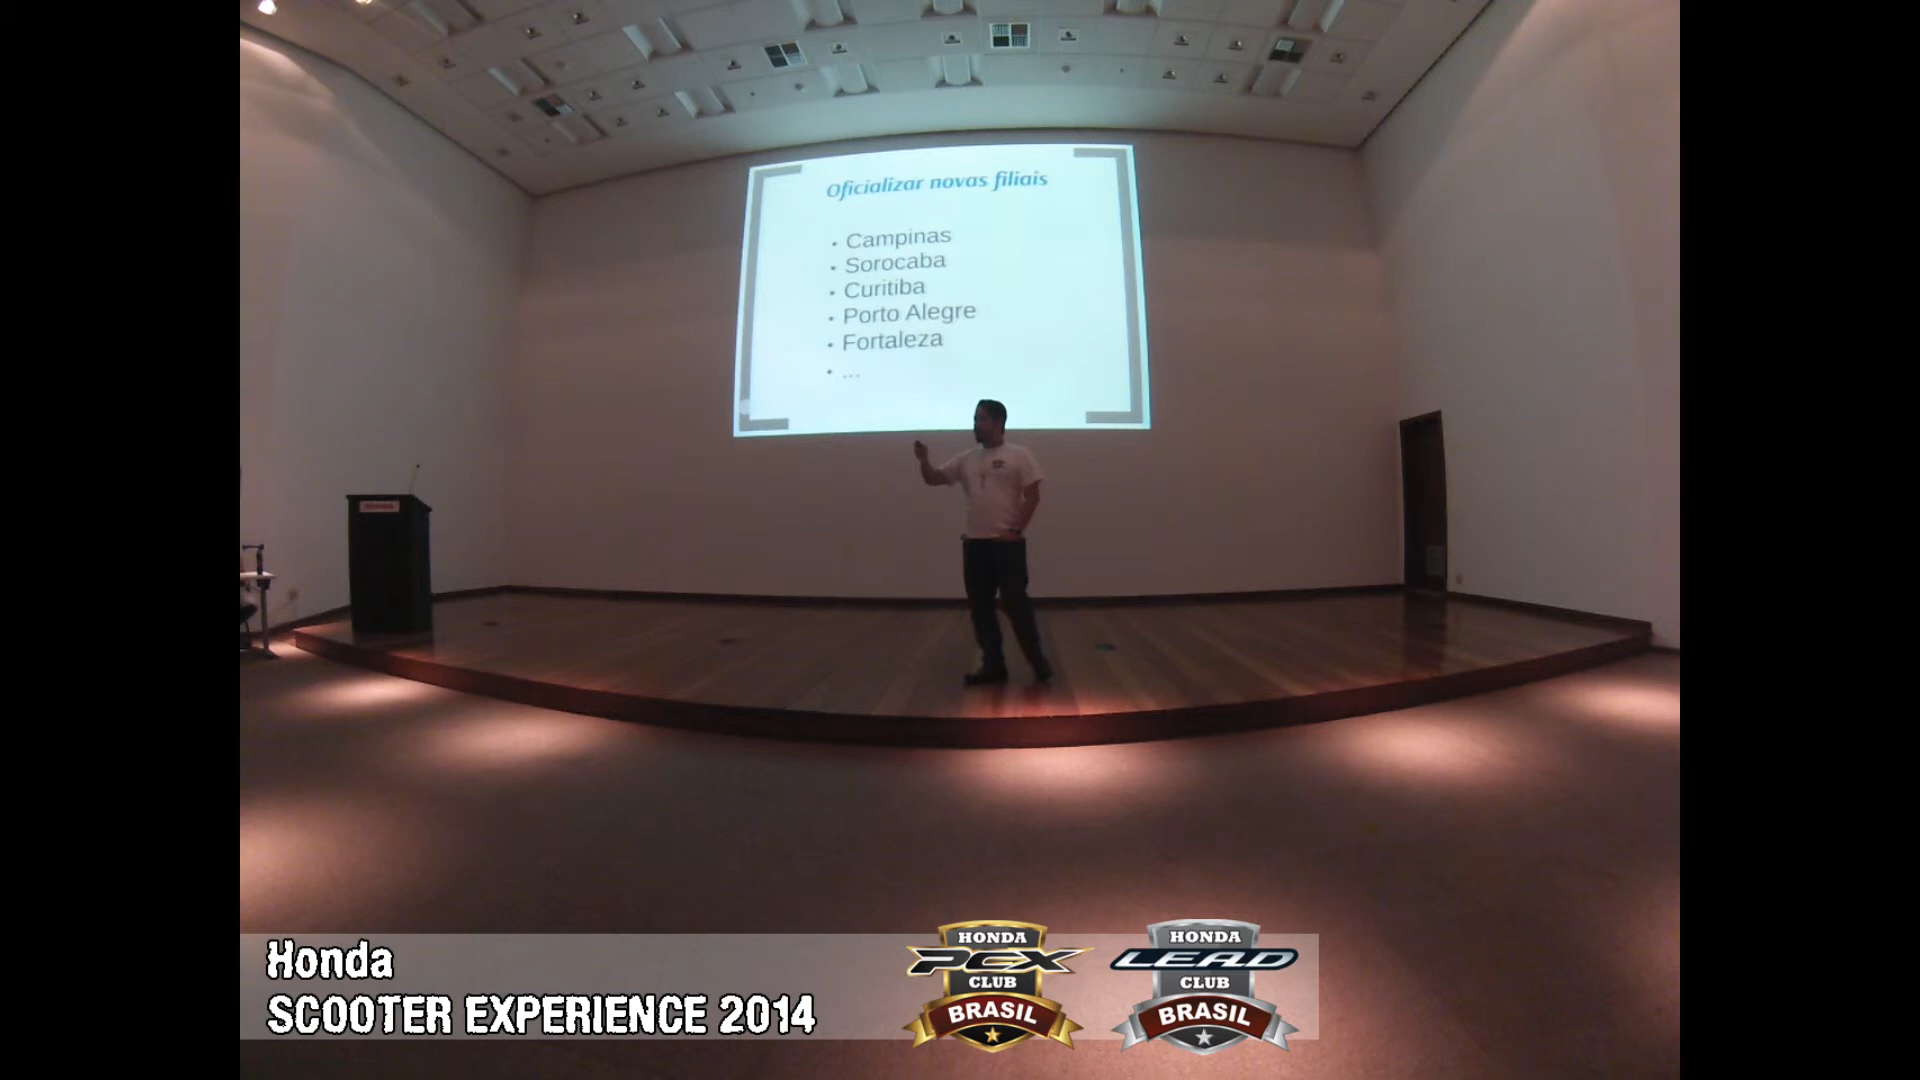 Oficializar novas filiais
• Campinas
• Sorocaba
• Curitiba
• Porto Alegre
• Fortaleza
• ...
HONDA
Honda
SCOOTER EXPERIENCE 2014
HONDA
PCX
CLUB
BRASIL
HONDA
LEAD
CLUB
BRASIL